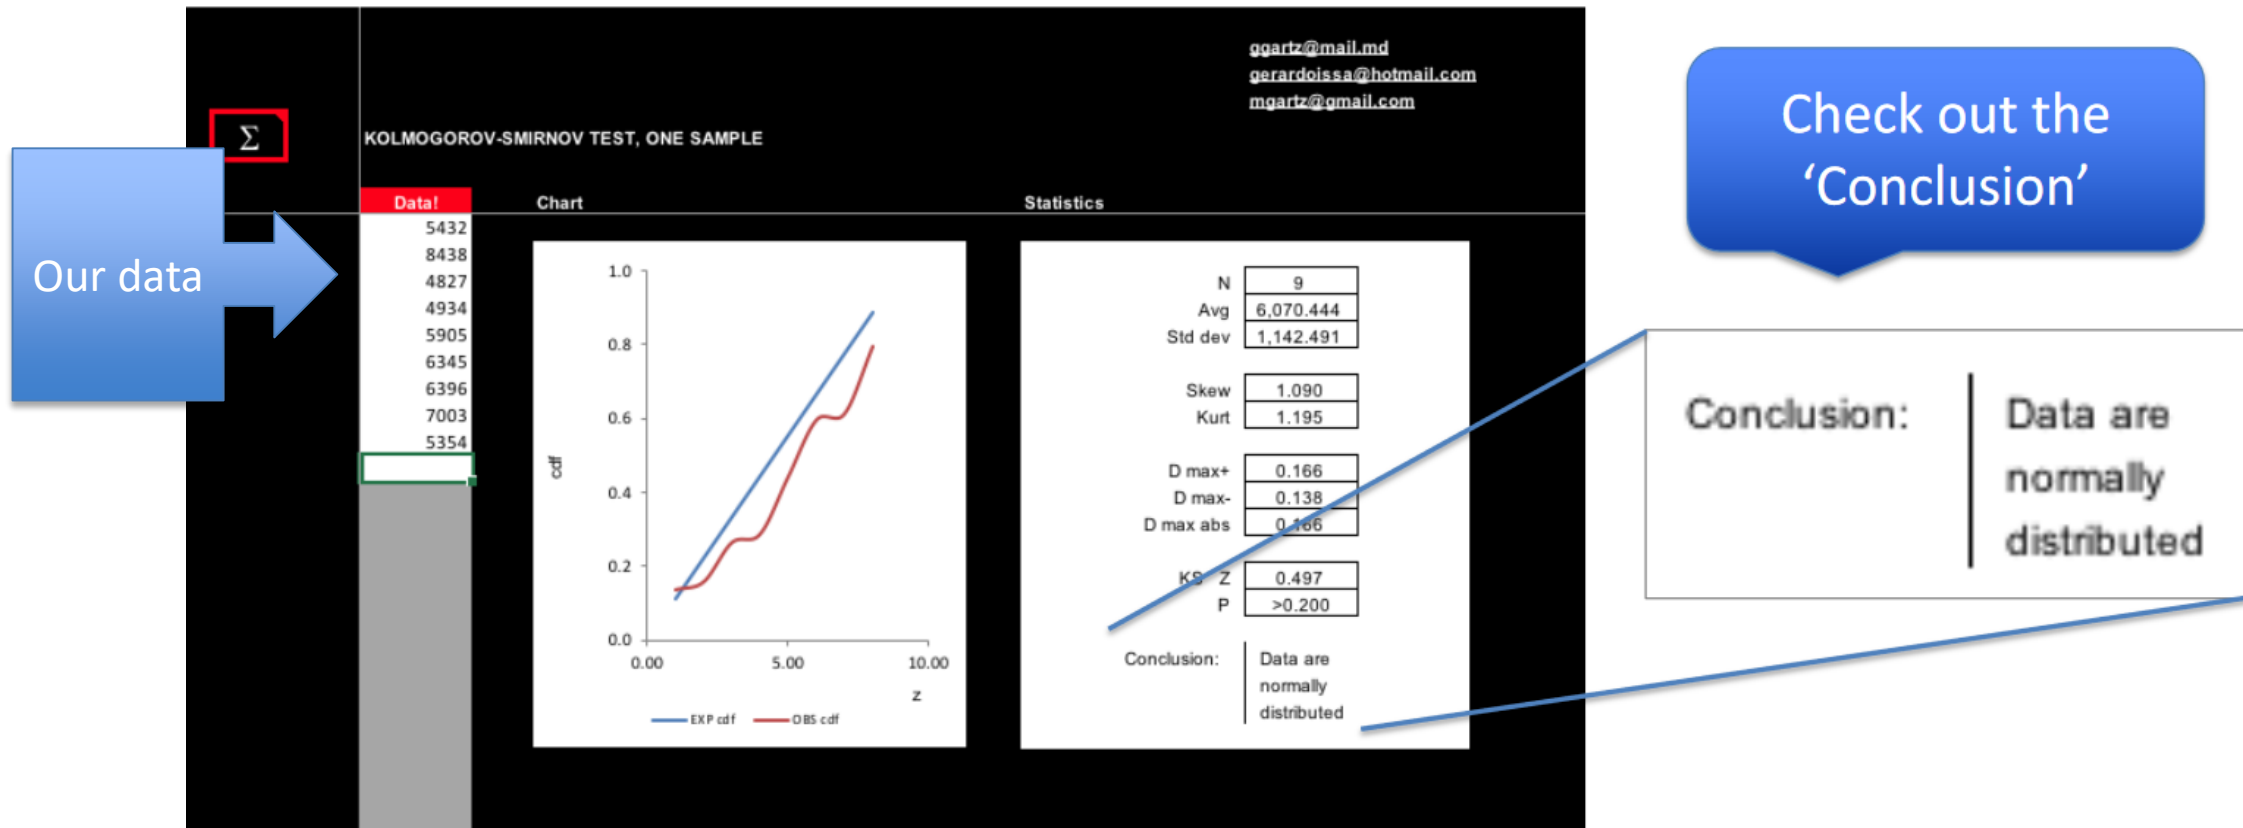 ggartz@mail.md
gerardoissa@hotmail.com
mgartz@gmail.com
Σ
KOLMOGOROV-SMIRNOV TEST, ONE SAMPLE
Our data
Data!
5432
8438
4827
4934
5905
6345
6396
7003
5354
Chart
1.0
0.8
0.6
0.4
0.2
0.0
cdf
0.00 5.00 10.00
z
EXP cdf OBS cdf
Statistics
N 9
Avg 6,070.444
Std dev 1,142.491
Skew 1.090
Kurt 1.195
D max+ 0.166
D max- 0.138
D max abs 0.166
KS Z 0.497
P >0.200
Conclusion: Data are
normally
distributed
Check out the
‘Conclusion’
Conclusion: Data are
normally
distributed